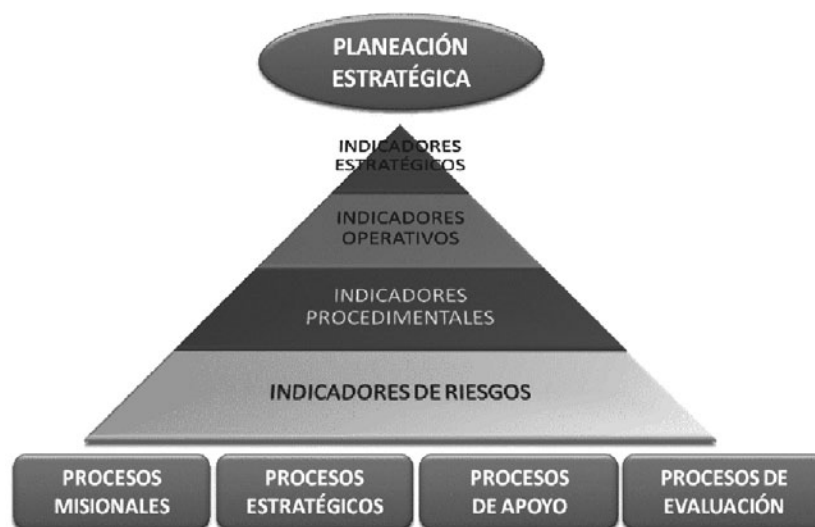 PLANEACIÓN
ESTRATÉGICA
INDICADORES
ESTRATÉGICOS
INDICADORES
OPERATIVOS
INDICADORES
PROCEDIMENTALES
INDICADORES DE RIESGOS
PROCESOS
MISIONALES
PROCESOS
ESTRATÉGICOS
PROCESOS
DE APOYO
PROCESOS DE
EVALUACIÓN